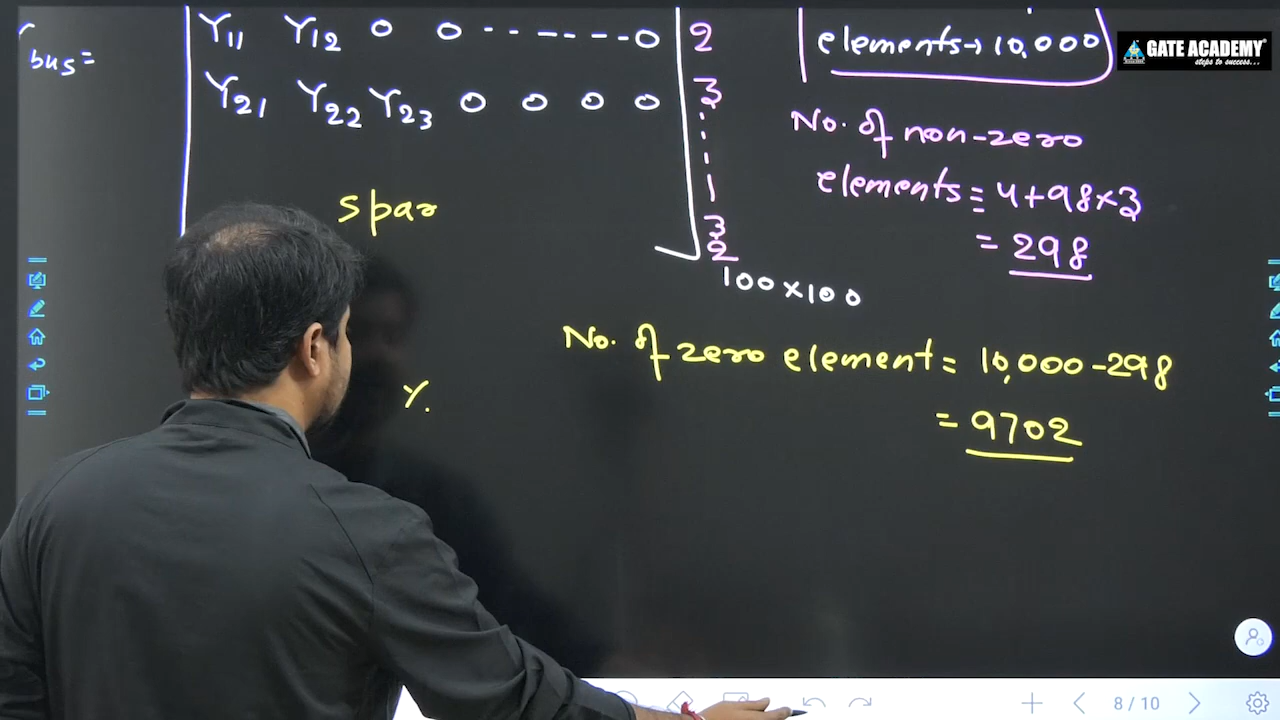 bus =
Y11 Y12 0 0 - - - - - - - 0 2
Y21 Y22 Y23 0 0 0 0 3
1
3
2
100×100
spar
Y.
elements→ 10,000
No. of non-zero
elements = 4+98×3
= 298
No. of zero element = 10,000-298
= 9702
GATE ACADEMY®
steps to success...
8 / 10